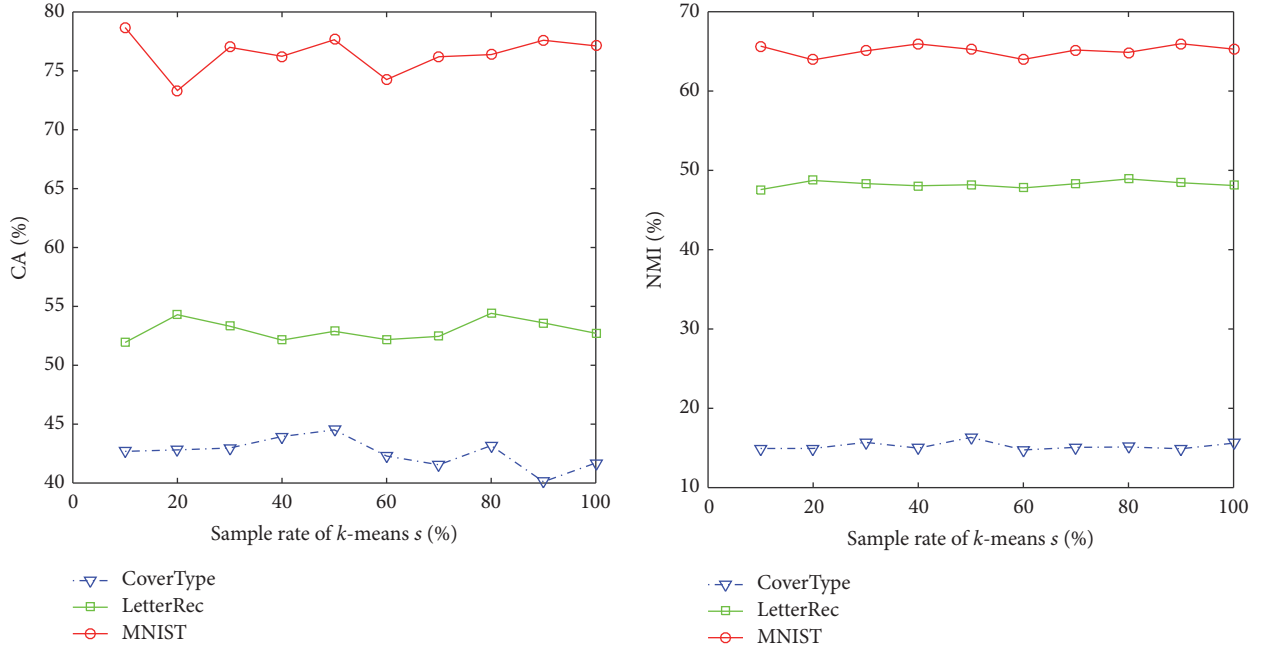 80
75
70
65
60
55
50
45
40
CA (%)
0 20 40 60 80 100
Sample rate of k-means s (%)
CoverType
LetterRec
MNIST
70
60
50
40
30
20
10
NMI (%)
0 20 40 60 80 100
Sample rate of k-means s (%)
CoverType
LetterRec
MNIST